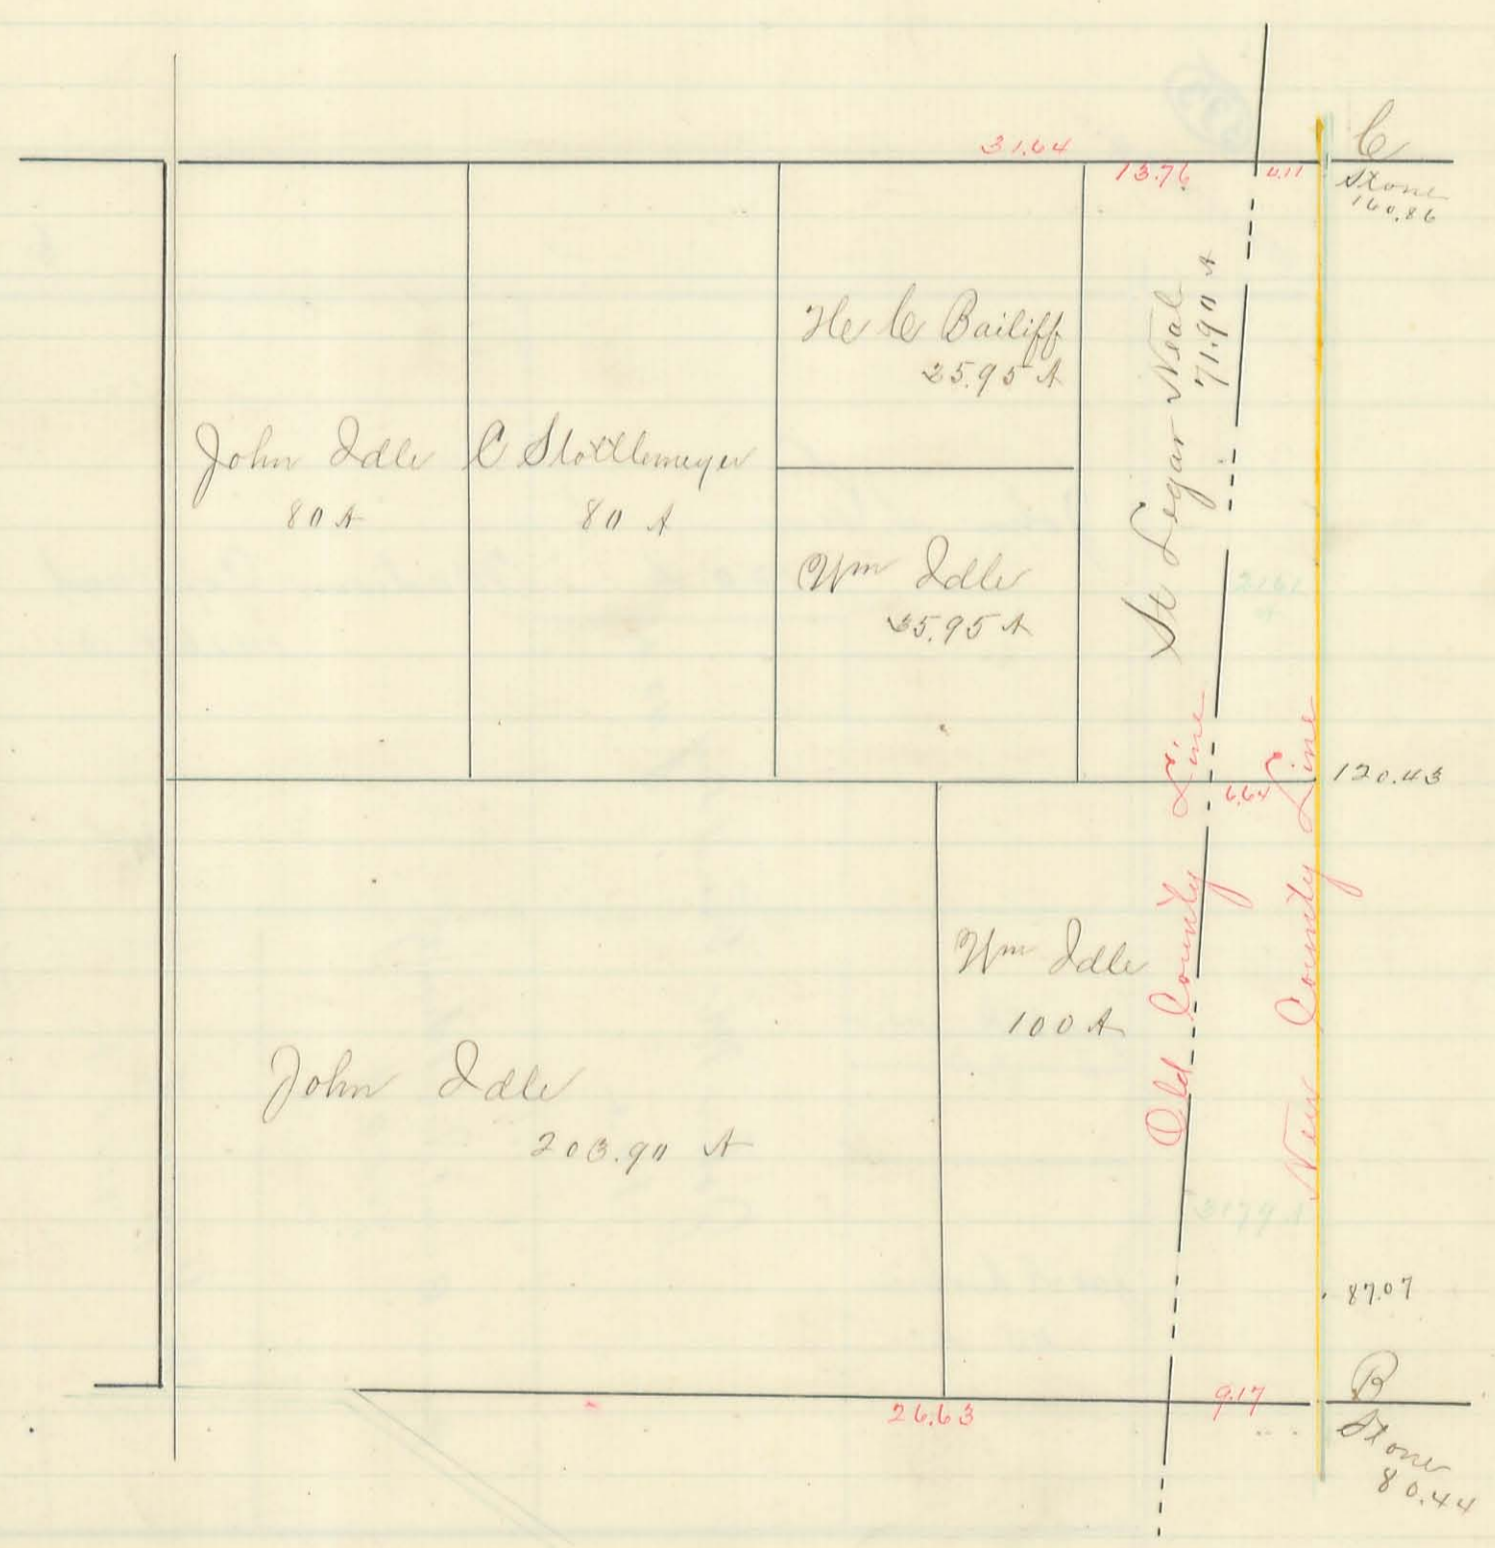 31.64
13.76
4.11
C
Stone
160.86
H C Bailiff
35.95 A
St Legar Neal
71.90 A
John Idle
80 A
C Stottlemeyer
80 A
Wm Idle
35.95 A
120.43
6.64
Old County Line
New County Line
Wm Idle
100 A
John Idle
203.90 A
87.07
B
Stone
80.44
9.17
26.63